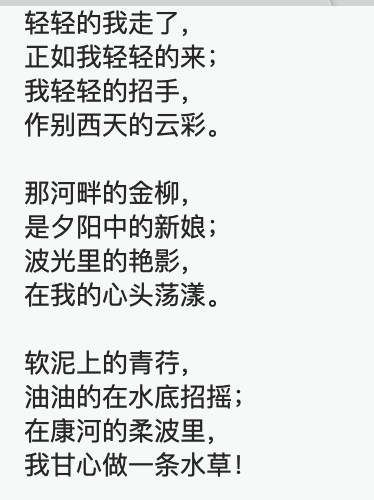 轻轻的我走了，
正如我轻轻的来；
我轻轻的招手，
作别西天的云彩。
那河畔的金柳，
是夕阳中的新娘；
波光里的艳影，
在我的心头荡漾。
软泥上的青荇，
油油的在水底招摇；
在康河的柔波里，
我甘心做一条水草！